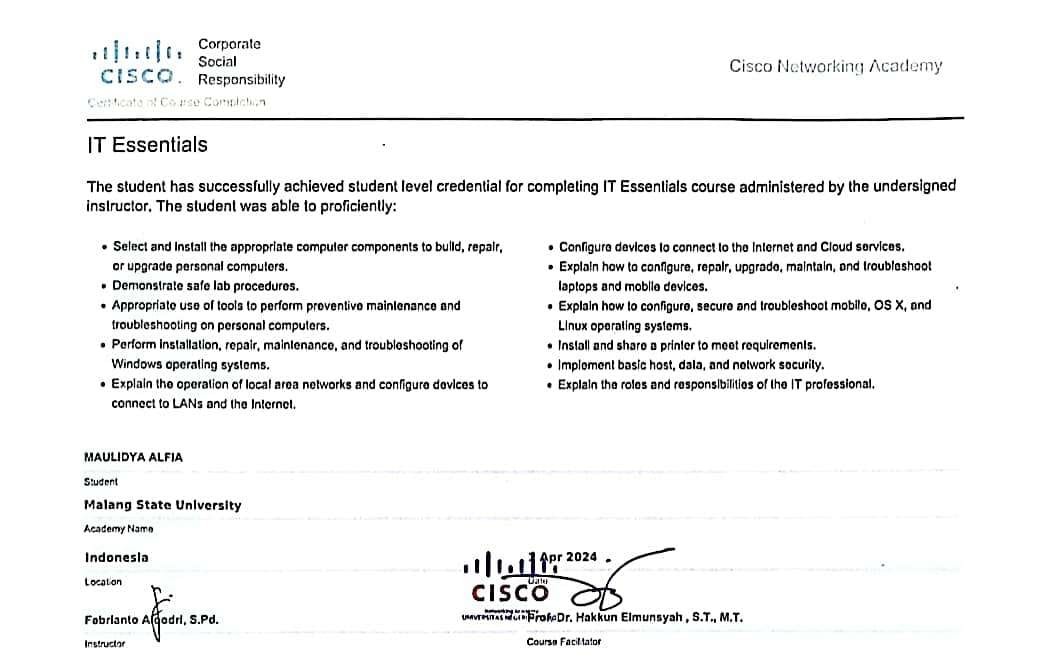 Corporate
Social
Responsibility
CISCO
Cisco Networking Academy
Certificate of Course Completion
IT Essentials
The student has successfully achieved student level credential for completing IT Essentials course administered by the undersigned
instructor. The student was able to proficiently:
• Select and install the appropriate computer components to build, repair,
or upgrade personal computers.
• Demonstrate safe lab procedures.
• Appropriate use of tools to perform preventive maintenance and
troubleshooting on personal computers.
• Perform installation, repair, maintenance, and troubleshooting of
Windows operating systems.
• Explain the operation of local area networks and configure devices to
connect to LANs and the Internet.
• Configure devices to connect to the Internet and Cloud services.
• Explain how to configure, repair, upgrade, maintain, and troubleshoot
laptops and mobile devices.
• Explain how to configure, secure and troubleshoot mobile, OS X, and
Linux operating systems.
• Install and share a printer to meet requirements.
• Implement basic host, data, and network security.
• Explain the roles and responsibilities of the IT professional.
MAULIDYA ALFIA
Student
Malang State University
Academy Name
Indonesia
Location
Apr 2024
Date
CISCO
Networking Academy
Febrianto S.Pd.
Instructor
Prof. Dr. Hakkun Elmunsyah , S.T., M.T.
Course Facilitator